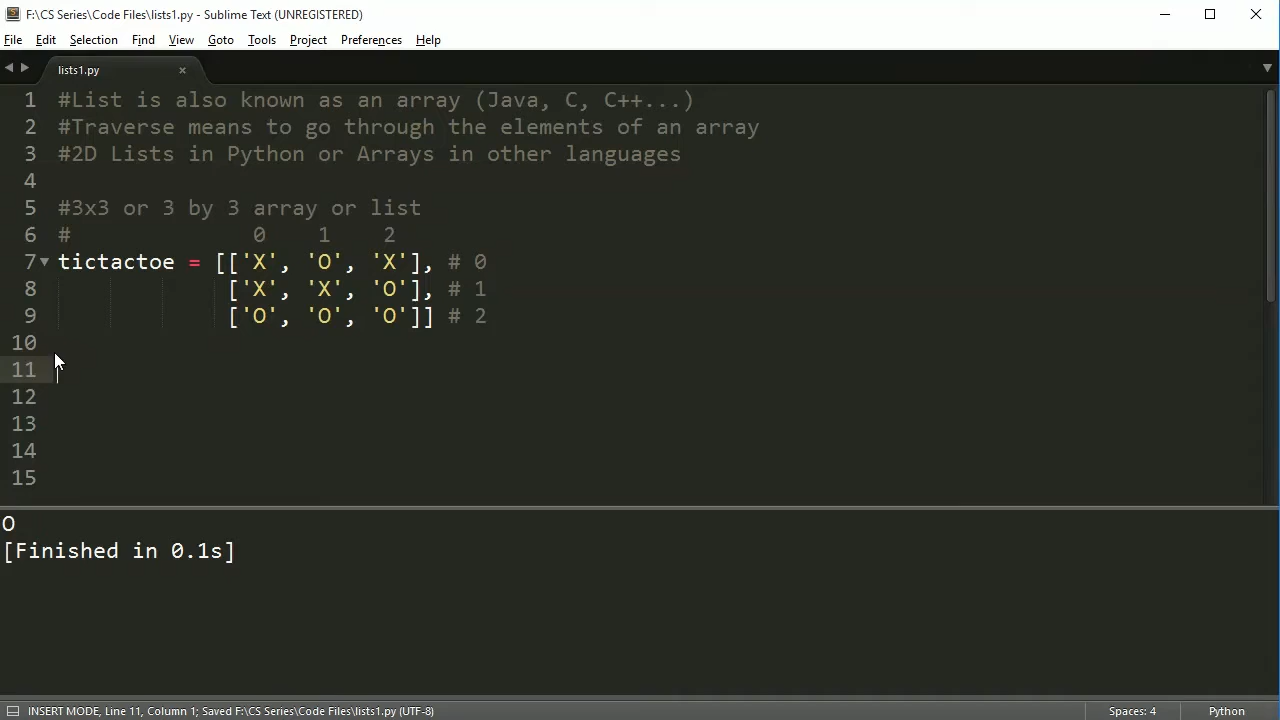 F:\CS Series\Code Files\lists1.py - Sublime Text (UNREGISTERED)
File Edit Selection Find View Goto Tools Project Preferences Help
lists1.py
1 #List is also known as an array (Java, C, C++...)
2 #Traverse means to go through the elements of an array
3 #2D Lists in Python or Arrays in other languages
4
5 #3x3 or 3 by 3 array or list
6 #              0    1    2
7 tictactoe = [['X', 'O', 'X'], # 0
8              ['X', 'X', 'O'], # 1
9              ['O', 'O', 'O']] # 2
10
11
12
13
14
15
O
[Finished in 0.1s]
INSERT MODE, Line 11, Column 1; Saved F:\CS Series\Code Files\lists1.py (UTF-8) Spaces: 4 Python